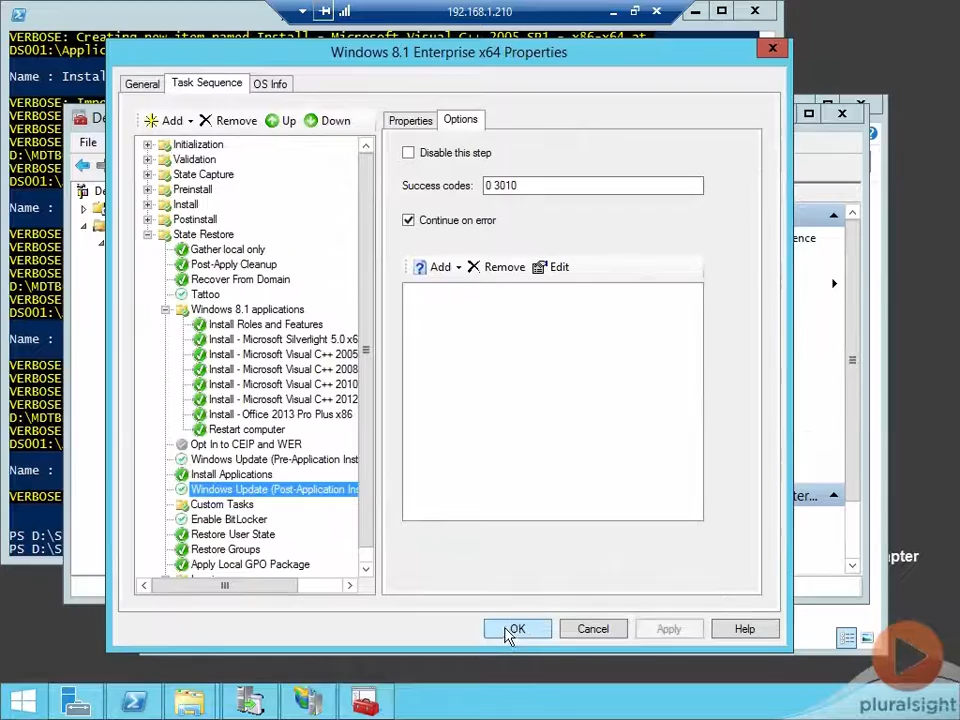 192.168.1.210
VERBOSE: Creating new item named Install - Microsoft Visual C++ 2005 SP1 - x86-x64 at
DS001:\Applic
Name : Instal
VERBOSE: Impo
VERBOSE:
D:\MDTB
DS001:\
Name :
VERBOSE:
VERBOSE:
VERBOSE:
VERBOSE:
D:\MDTB
DS001:\
Name :
VERBOSE:
VERBOSE:
VERBOSE:
VERBOSE:
D:\MDTB
DS001:\
Name :
VERBOSE:
PS D:\S
PS D:\S
De
File
De
Windows 8.1 Enterprise x64 Properties
General
Task Sequence
OS Info
Add
Remove
Up
Down
Initialization
Validation
State Capture
Preinstall
Install
Postinstall
State Restore
Gather local only
Post-Apply Cleanup
Recover From Domain
Tattoo
Windows 8.1 applications
Install Roles and Features
Install - Microsoft Silverlight 5.0 x6
Install - Microsoft Visual C++ 2005
Install - Microsoft Visual C++ 2008
Install - Microsoft Visual C++ 2010
Install - Microsoft Visual C++ 2012
Install - Office 2013 Pro Plus x86
Restart computer
Opt In to CEIP and WER
Windows Update (Pre-Application Inst
Install Applications
Windows Update (Post-Application Ins
Custom Tasks
Enable BitLocker
Restore User State
Restore Groups
Apply Local GPO Package
Properties
Options
Disable this step
Success codes:
0 3010
Continue on error
Add
Remove
Edit
OK
Cancel
Apply
Help
ence
ter...
apter
pluralsight